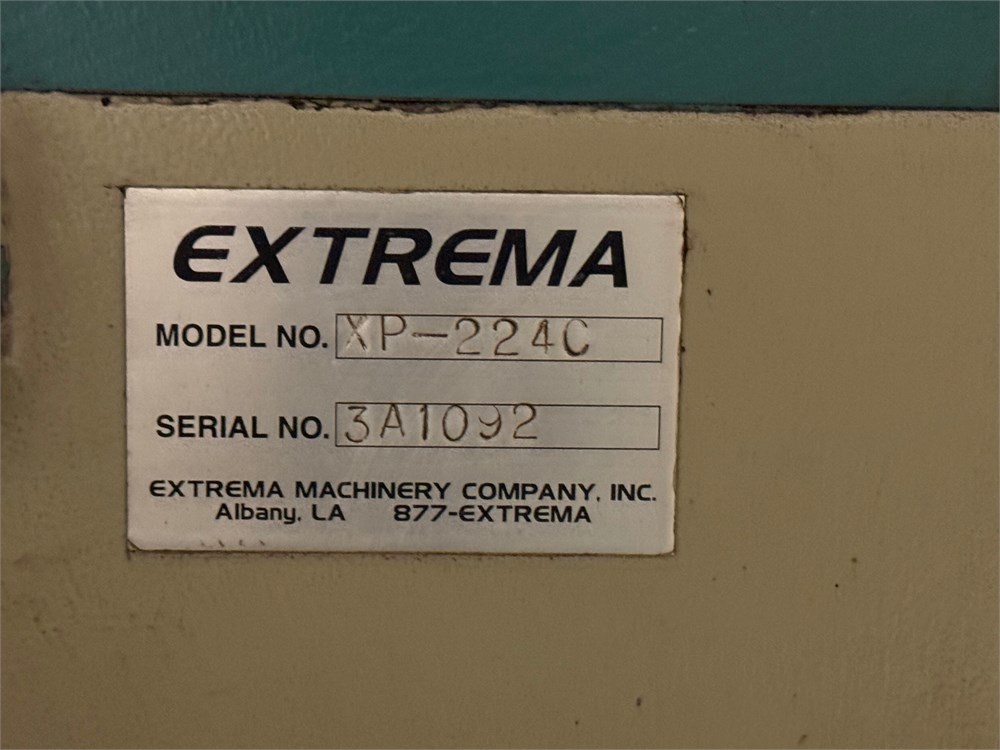 EXTREMA
MODEL NO. XP-224C
SERIAL NO. 3A1092
EXTREMA MACHINERY COMPANY, INC.
Albany, LA 877-EXTREMA